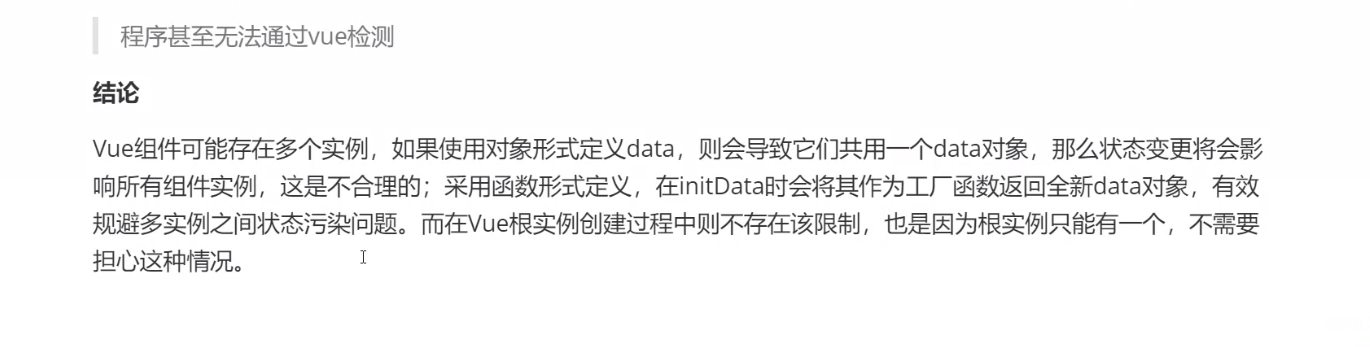 程序甚至无法通过vue检测
结论
Vue组件可能存在多个实例，如果使用对象形式定义data，则会导致它们共用一个data对象，那么状态变更将会影
响所有组件实例，这是不合理的；采用函数形式定义，在initData时会将其作为工厂函数返回全新data对象，有效
规避多实例之间状态污染问题。而在Vue根实例创建过程中则不存在该限制，也是因为根实例只能有一个，不需要
担心这种情况。